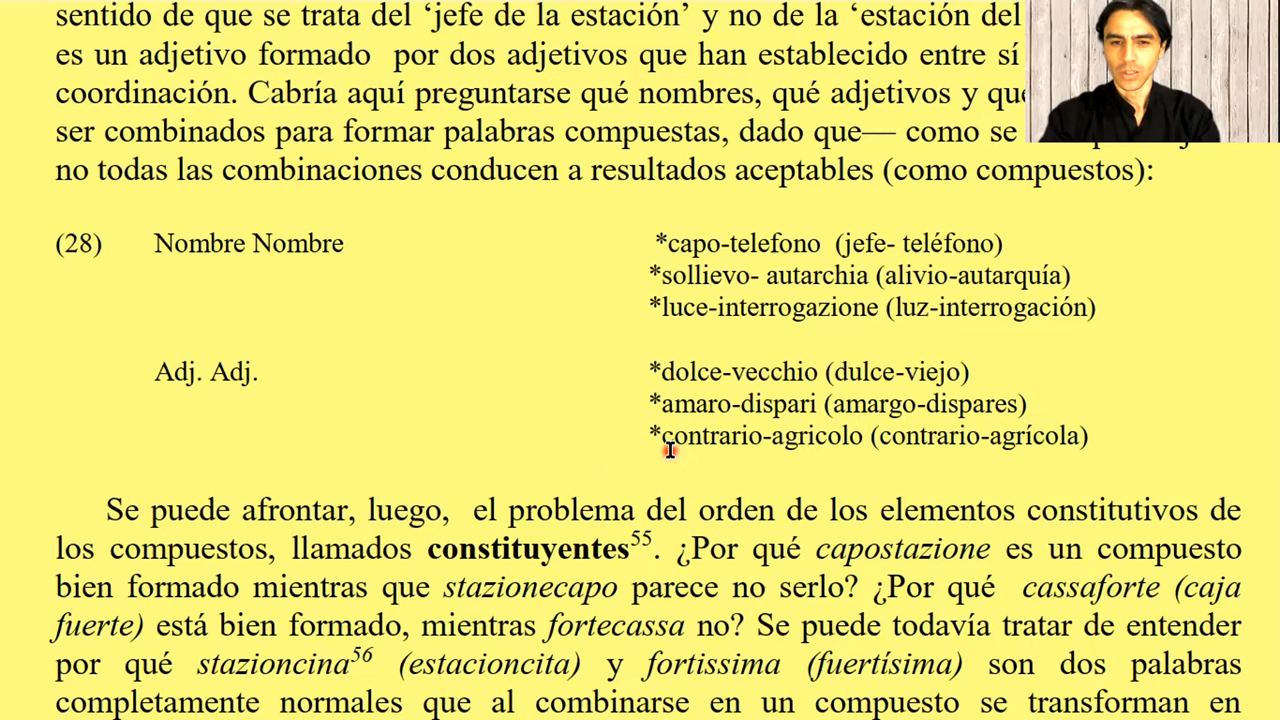 sentido de que se trata del ‘jefe de la estación’ y no de la ‘estación del
es un adjetivo formado por dos adjetivos que han establecido entre sí
coordinación. Cabría aquí preguntarse qué nombres, qué adjetivos y
ser combinados para formar palabras compuestas, dado que— como se
no todas las combinaciones conducen a resultados aceptables (como compuestos):
(28) Nombre Nombre *capo-telefono (jefe- teléfono)
*sollievo- autarchia (alivio-autarquía)
*luce-interrogazione (luz-interrogación)
Adj. Adj. *dolce-vecchio (dulce-viejo)
*amaro-dispari (amargo-dispares)
*contrario-agricolo (contrario-agrícola)
Se puede afrontar, luego, el problema del orden de los elementos constitutivos de
los compuestos, llamados constituyentes55. ¿Por qué capostazione es un compuesto
bien formado mientras que stazionecapo parece no serlo? ¿Por qué cassaforte (caja
fuerte) está bien formado, mientras fortecassa no? Se puede todavía tratar de entender
por qué stazioncina56 (estacioncita) y fortissima (fuertísima) son dos palabras
completamente normales que al combinarse en un compuesto se transforman en